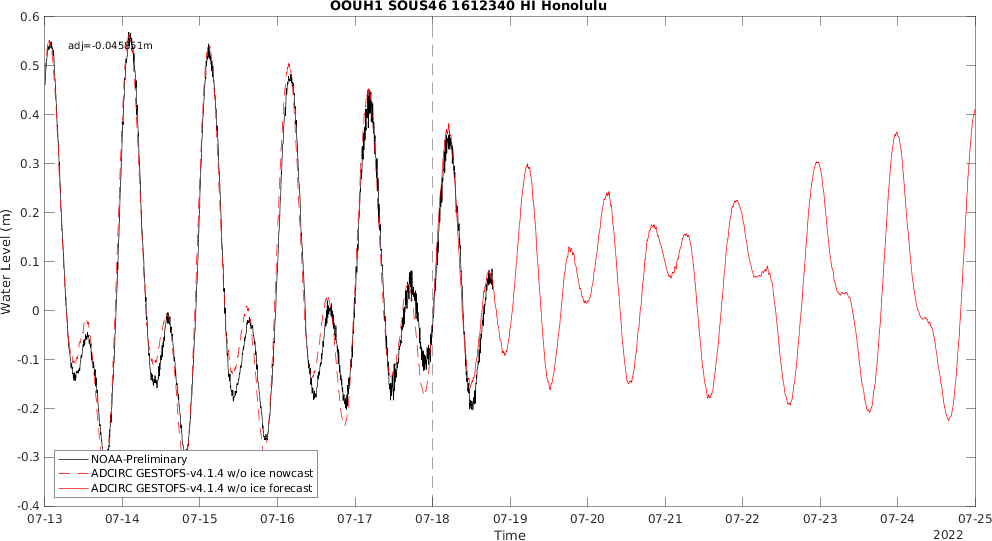 OOUH1 SOUS46 1612340 HI Honolulu
0.6
adj=-0.045851m
0.5
0.4
0.3
0.2
0.1
0
-0.1
-0.2
-0.3
-0.4
Water Level (m)
NOAA-Preliminary
ADCIRC GESTOFS-v4.1.4 w/o ice nowcast
ADCIRC GESTOFS-v4.1.4 w/o ice forecast
07-13 07-14 07-15 07-16 07-17 07-18 07-19 07-20 07-21 07-22 07-23 07-24 07-25
Time
2022